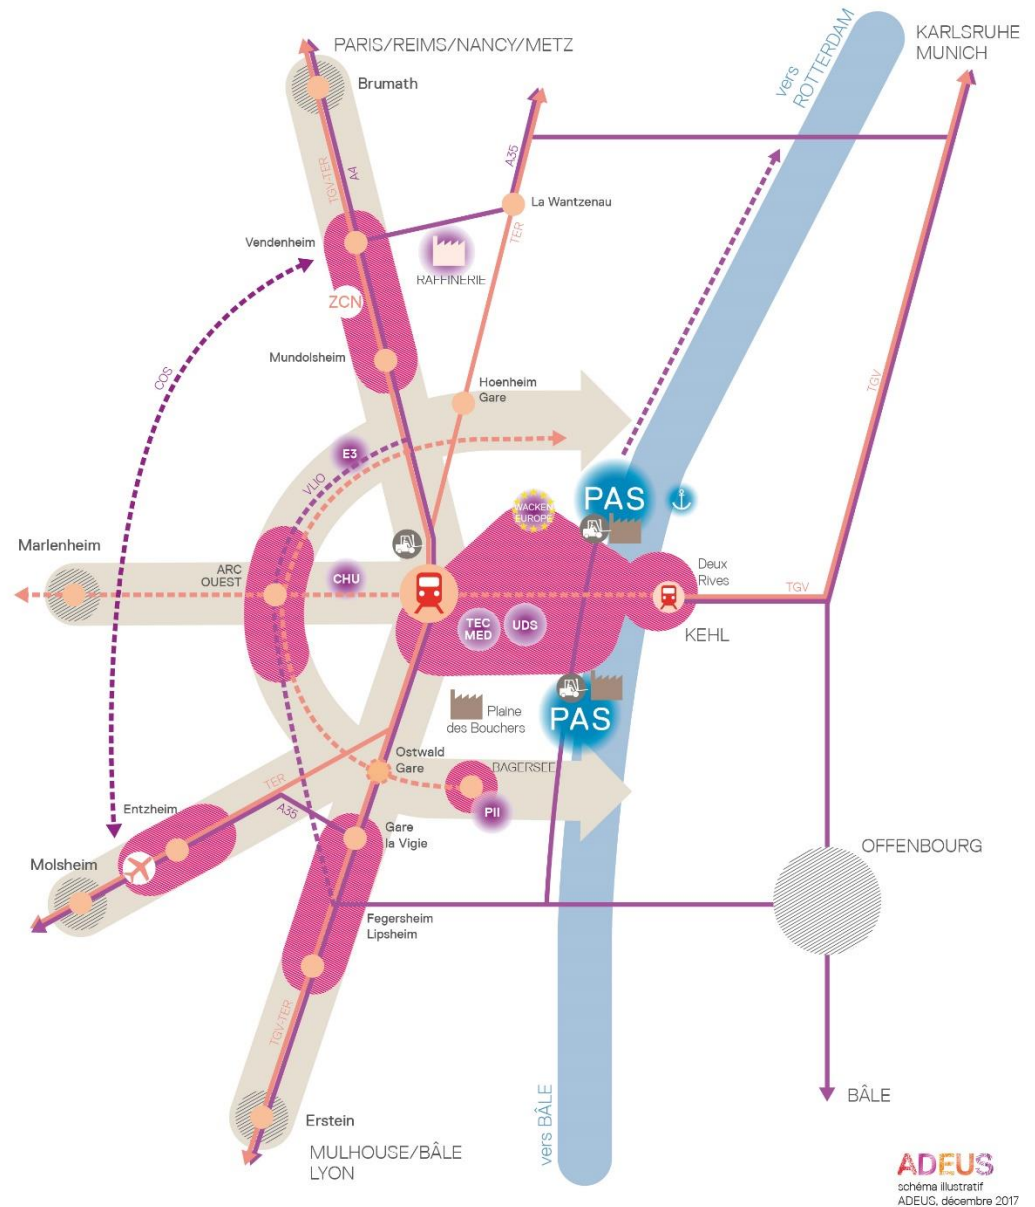 PARIS/REIMS/NANCY/METZ
Brumath
vers
ROTTERDAM
KARLSRUHE
MUNICH
TGV-TER
A4
A35
La Wantzenau
TER
Vendenheim
RAFFINERIE
ZCN
Mundolsheim
COS
TGV
Hoenheim
Gare
E3
VLIO
PAS
WACKEN
EUROPE
Marlenheim
ARC
OUEST
CHU
Deux
Rives
TGV
TEC
MED
UDS
KEHL
Plaine
des Bouchers
PAS
Ostwald
Gare
BAGERSEE
TER
A35
Entzheim
PII
Gare
la Vigie
OFFENBOURG
Molsheim
Fegersheim
Lipsheim
TGV-TER
Erstein
vers BÂLE
BÂLE
MULHOUSE/BÂLE
LYON
ADEUS
schéma illustratif
ADEUS, décembre 2017